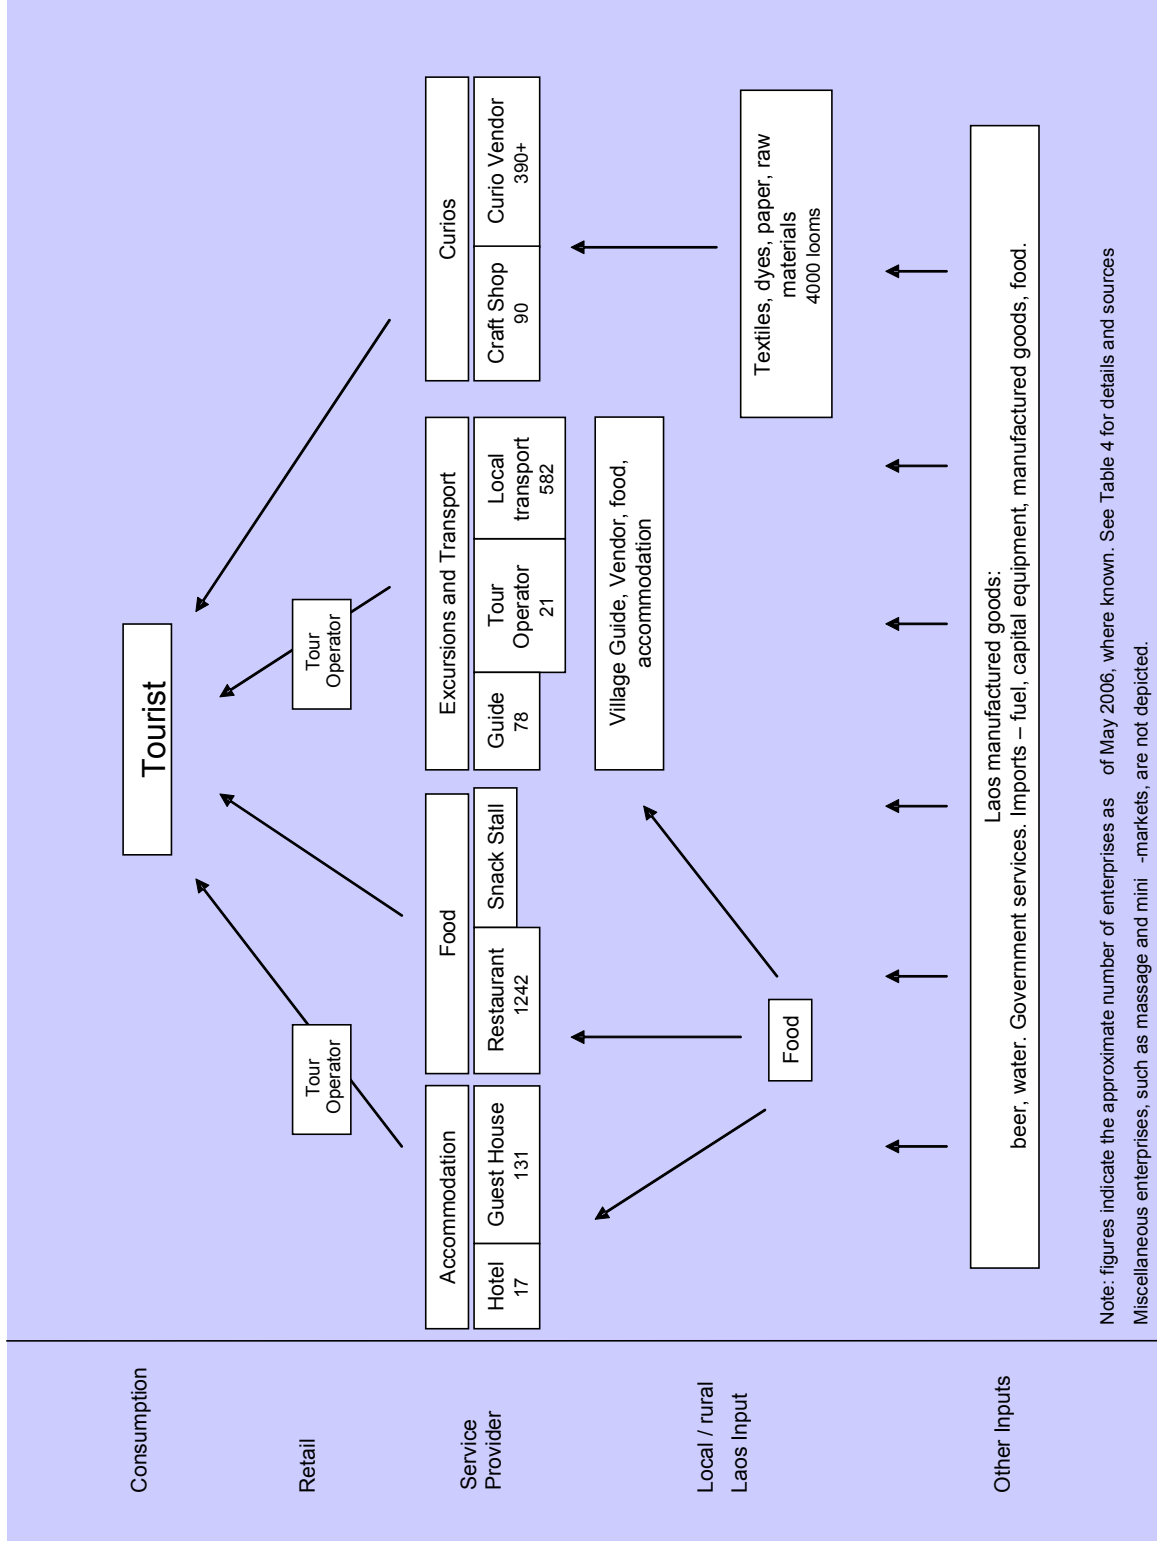 Consumption
Tourist
Retail
Tour
Operator
Tour
Operator
Service
Provider
Accommodation
Hotel
17
Guest House
131
Food
Restaurant
1242
Snack Stall
Excursions and Transport
Guide
78
Tour
Operator
21
Local
transport
582
Curios
Craft Shop
90
Curio Vendor
390+
Local / rural
Laos Input
Village Guide, Vendor, food,
accommodation
Food
Textiles, dyes, paper, raw
materials
4000 looms
Other Inputs
Laos manufactured goods:
beer, water. Government services. Imports – fuel, capital equipment, manufactured goods, food.
Note: figures indicate the approximate number of enterprises as of May 2006, where known. See Table 4 for details and sources
Miscellaneous enterprises, such as massage and mini -markets, are not depicted.